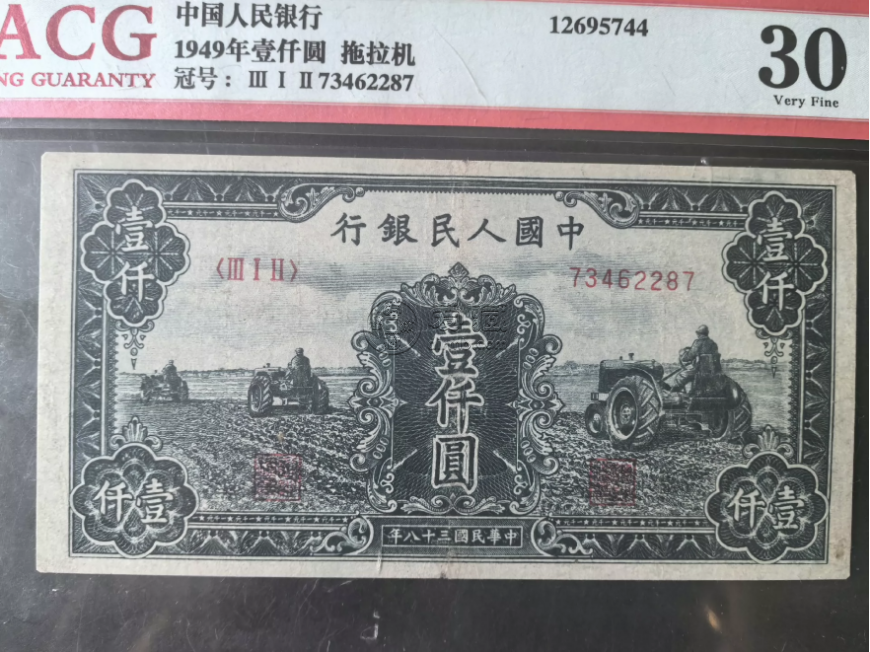 ACG
NG GUARANTY
中国人民银行
1949年壹仟圆 拖拉机
冠号：Ⅲ Ⅰ Ⅱ 73462287
12695744
30
Very Fine
行銀民人國中
壹仟
壹仟
〈Ⅲ Ⅰ Ⅱ〉
73462287
壹仟圓
仟壹
仟壹
年八十三國民華中